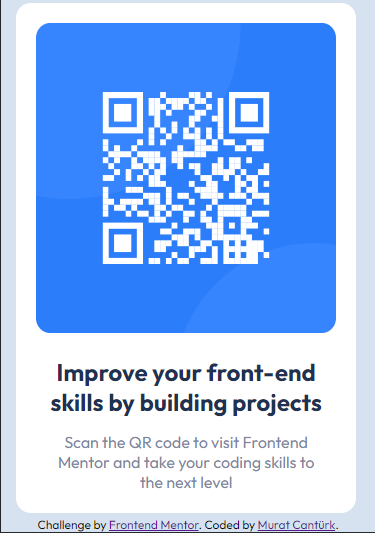 Improve your front-end
skills by building projects
Scan the QR code to visit Frontend
Mentor and take your coding skills to
the next level
Challenge by Frontend Mentor. Coded by Murat Cantürk.